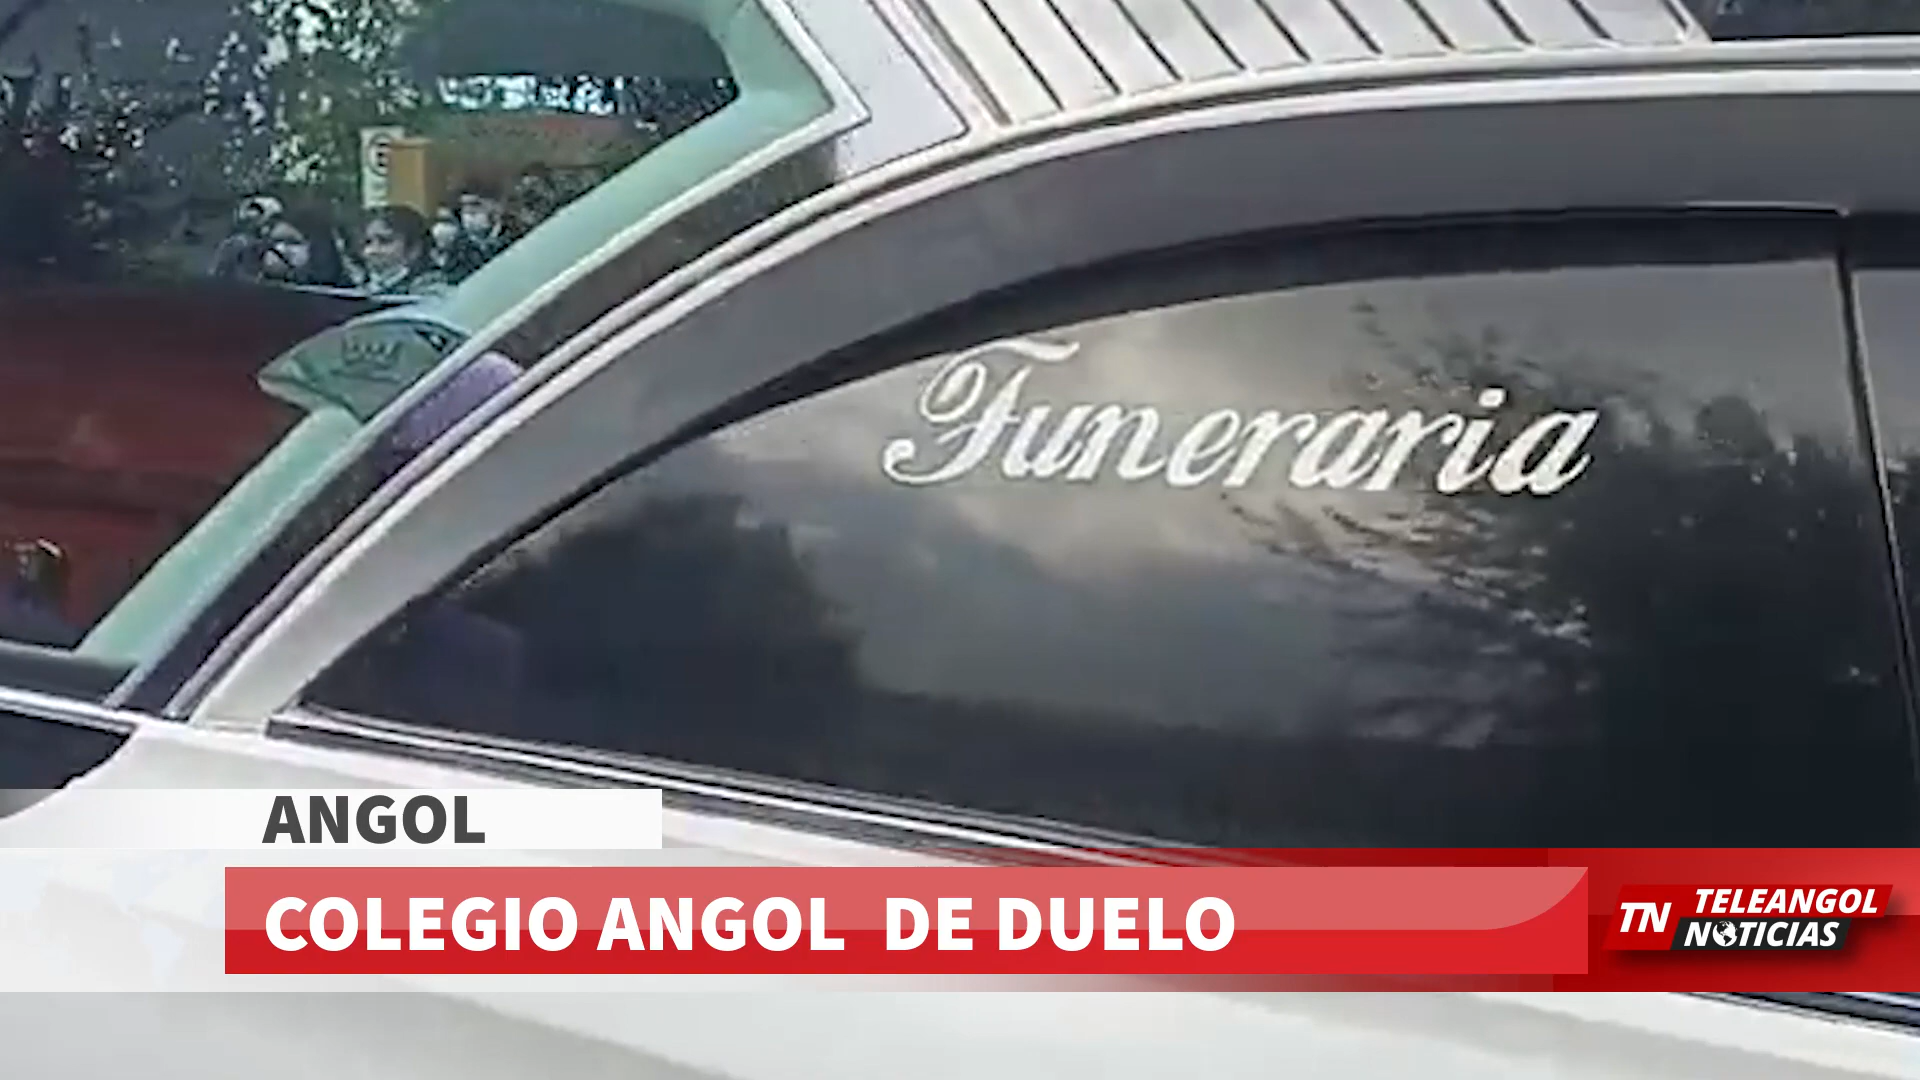 Funeraria
ANGOL
COLEGIO ANGOL  DE DUELO
TN TELEANGOL
NOTICIAS